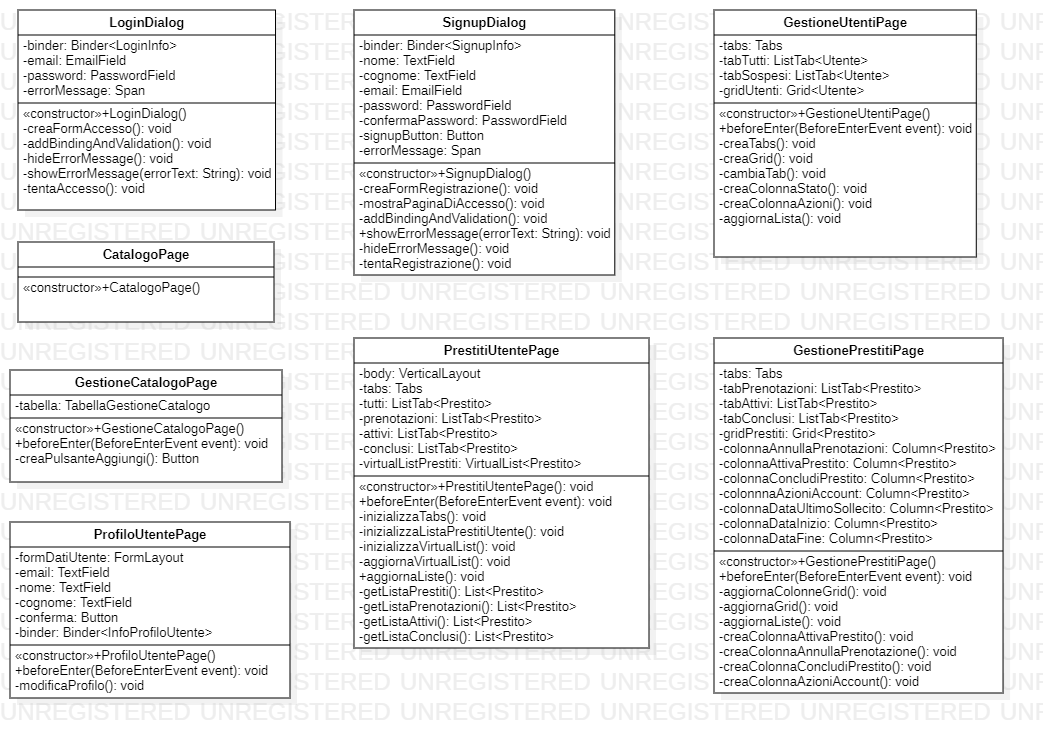 LoginDialog
-binder: Binder<LoginInfo>
-email: EmailField
-password: PasswordField
-errorMessage: Span
«constructor»+LoginDialog()
-creaFormAccesso(): void
-addBindingAndValidation(): void
-hideErrorMessage(): void
-showErrorMessage(errorText: String): void
-tentaAccesso(): void
SignupDialog
-binder: Binder<SignupInfo>
-nome: TextField
-cognome: TextField
-email: EmailField
-password: PasswordField
-confermaPassword: PasswordField
-signupButton: Button
-errorMessage: Span
«constructor»+SignupDialog()
-creaFormRegistrazione(): void
-mostraPaginaDiAccesso(): void
-addBindingAndValidation(): void
+showErrorMessage(errorText: String): void
-hideErrorMessage(): void
-tentaRegistrazione(): void
GestioneUtentiPage
-tabs: Tabs
-tabTutti: ListTab<Utente>
-tabSospesi: ListTab<Utente>
-gridUtenti: Grid<Utente>
«constructor»+GestioneUtentiPage()
+beforeEnter(BeforeEnterEvent event): void
-creaTabs(): void
-creaGrid(): void
-cambiaTab(): void
-creaColonnaStato(): void
-creaColonnaAzioni(): void
-aggiornaLista(): void
CatalogoPage
«constructor»+CatalogoPage()
GestioneCatalogoPage
-tabella: TabellaGestioneCatalogo
«constructor»+GestioneCatalogoPage()
+beforeEnter(BeforeEnterEvent event): void
-creaPulsanteAggiungi(): Button
ProfiloUtentePage
-formDatiUtente: FormLayout
-email: TextField
-nome: TextField
-cognome: TextField
-conferma: Button
-binder: Binder<InfoProfiloUtente>
«constructor»+ProfiloUtentePage()
+beforeEnter(BeforeEnterEvent event): void
-modificaProfilo(): void
PrestitiUtentePage
-body: VerticalLayout
-tabs: Tabs
-tutti: ListTab<Prestito>
-prenotazioni: ListTab<Prestito>
-attivi: ListTab<Prestito>
-conclusi: ListTab<Prestito>
-virtualListPrestiti: VirtualList<Prestito>
«constructor»+PrestitiUtentePage(): void
+beforeEnter(BeforeEnterEvent event): void
-inizializzaTabs(): void
-inizializzaListaPrestitiUtente(): void
-inizializzaVirtualList(): void
-aggiornaVirtualList(): void
+aggiornaListe(): void
-getListaPrestiti(): List<Prestito>
-getListaPrenotazioni(): List<Prestito>
-getListaAttivi(): List<Prestito>
-getListaConclusi(): List<Prestito>
GestionePrestitiPage
-tabs: Tabs
-tabPrenotazioni: ListTab<Prestito>
-tabAttivi: ListTab<Prestito>
-tabConclusi: ListTab<Prestito>
-gridPrestiti: Grid<Prestito>
-colonnaAnnullaPrenotazioni: Column<Prestito>
-colonnaAttivaPrestito: Column<Prestito>
-colonnaConcludiPrestito: Column<Prestito>
-colonnnaAzioniAccount: Column<Prestito>
-colonnaDataUltimoSollecito: Column<Prestito>
-colonnaDataInizio: Column<Prestito>
-colonnaDataFine: Column<Prestito>
«constructor»+GestionePrestitiPage()
+beforeEnter(BeforeEnterEvent event): void
-aggiornaColonneGrid(): void
-aggiornaGrid(): void
-aggiornaListe(): void
-creaColonnaAttivaPrestito(): void
-creaColonnaAnnullaPrenotazione(): void
-creaColonnaConcludiPrestito(): void
-creaColonnaAzioniAccount(): void
UNREGISTERED UNREGISTERED UNREGISTERED UNREGISTERED UNREGISTERED